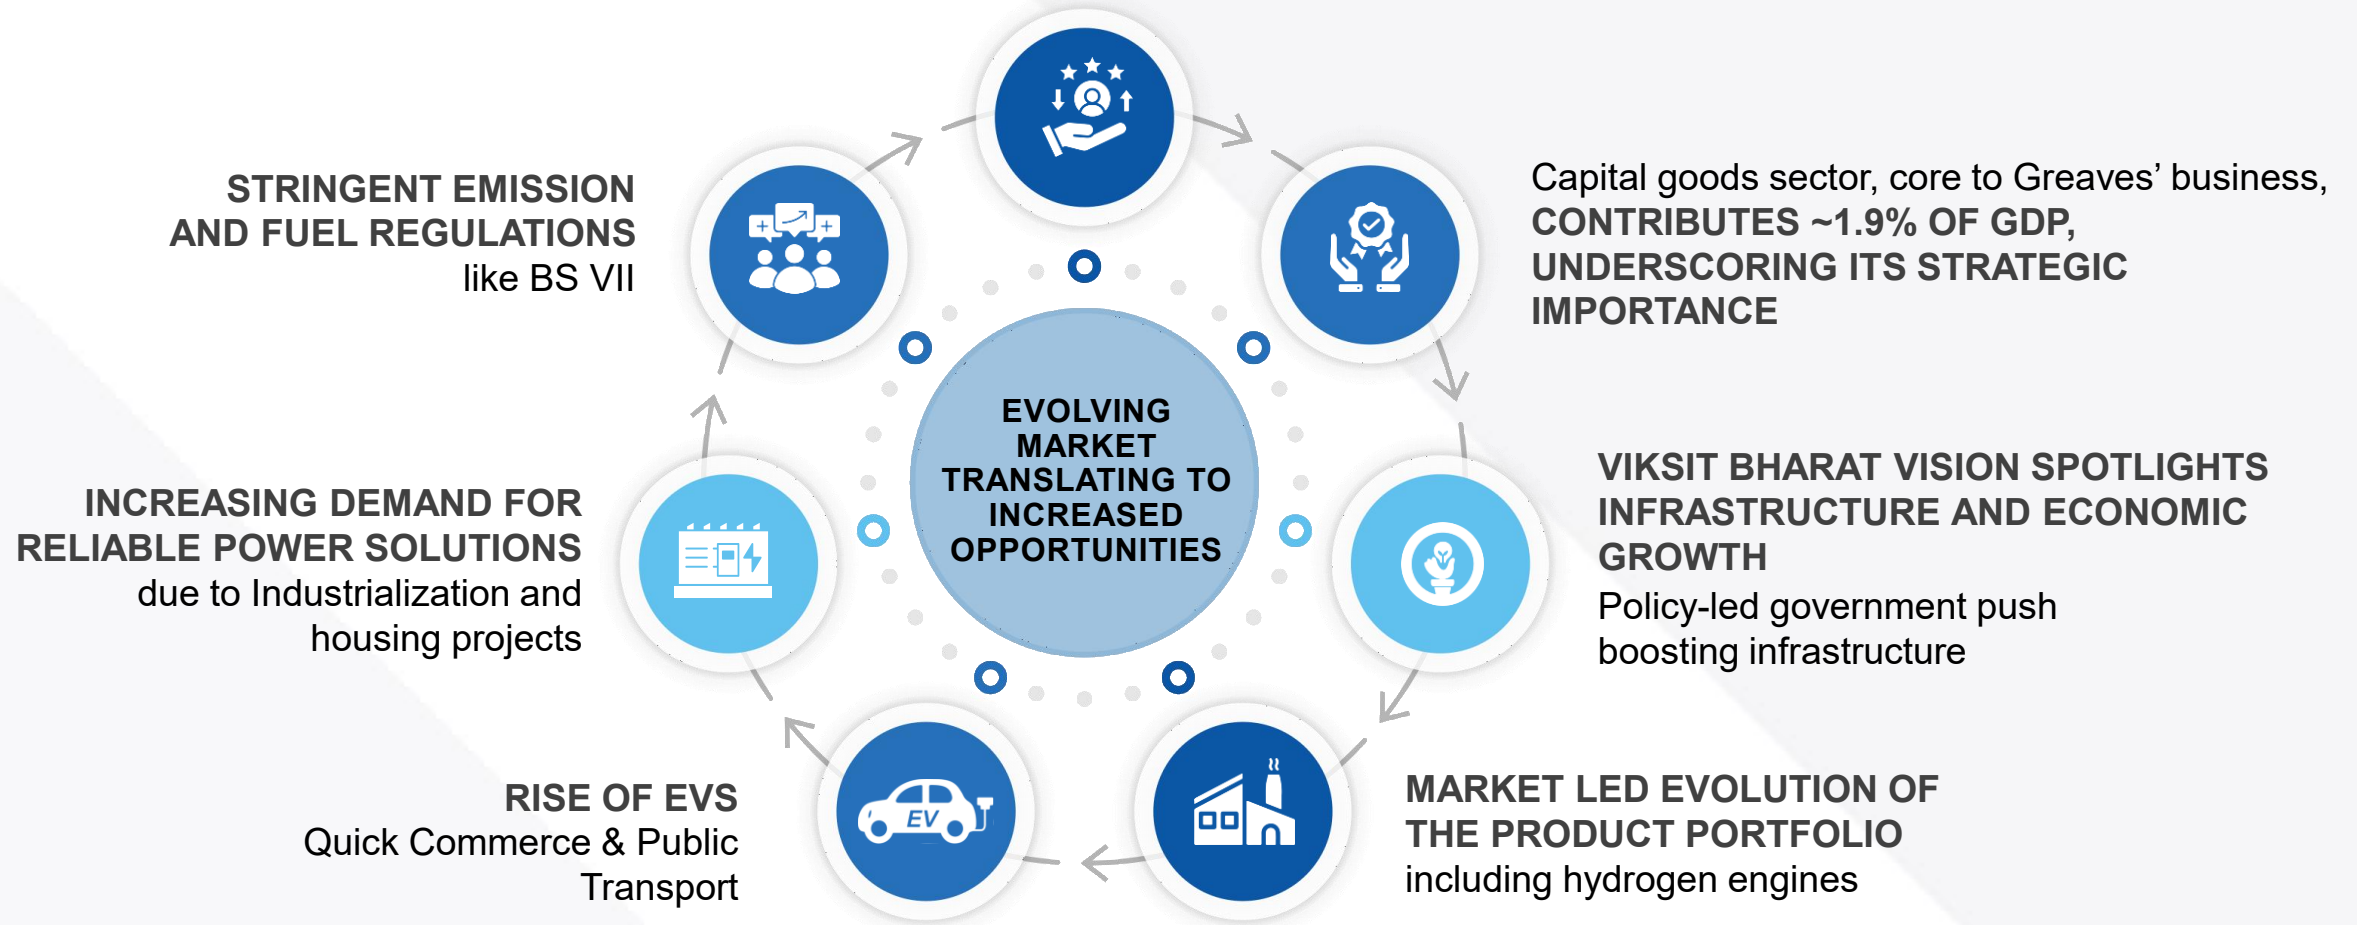 STRINGENT EMISSION
AND FUEL REGULATIONS
like BS VII
Capital goods sector, core to Greaves’ business,
CONTRIBUTES ~1.9% OF GDP,
UNDERSCORING ITS STRATEGIC
IMPORTANCE
EVOLVING
MARKET
TRANSLATING TO
INCREASED
OPPORTUNITIES
INCREASING DEMAND FOR
RELIABLE POWER SOLUTIONS
due to Industrialization and
housing projects
VIKSIT BHARAT VISION SPOTLIGHTS
INFRASTRUCTURE AND ECONOMIC
GROWTH
Policy-led government push
boosting infrastructure
RISE OF EVS
Quick Commerce & Public
Transport
EV
MARKET LED EVOLUTION OF
THE PRODUCT PORTFOLIO
including hydrogen engines